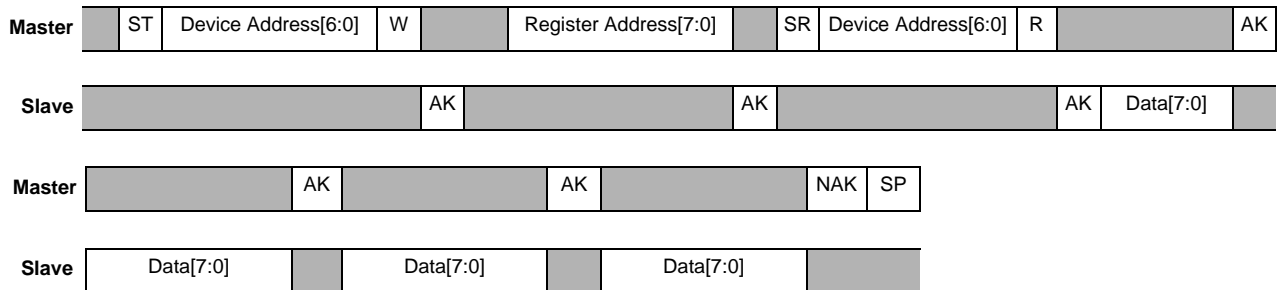 Master ST Device Address[6:0] W Register Address[7:0] SR Device Address[6:0] R AK
Slave AK AK AK Data[7:0]
Master AK AK NAK SP
Slave Data[7:0] Data[7:0] Data[7:0]